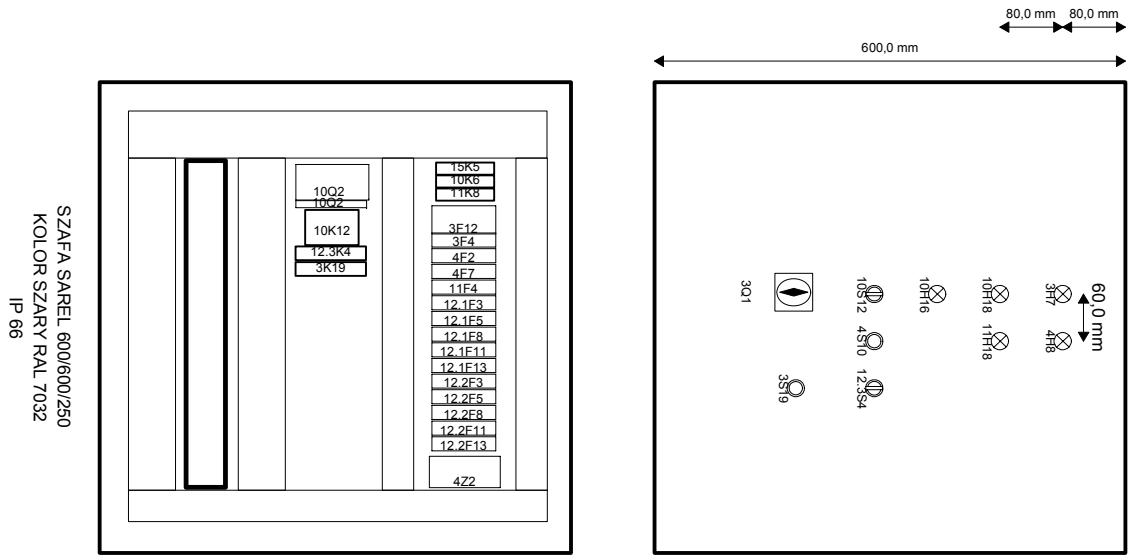 80,0 mm
80,0 mm
600,0 mm
SZAFA SAREL 600/600/250
KOLOR SZARY RAL 7032
IP 66
10Q2
10Q2
10K12
12.3K4
3K19
15K5
10K6
11K8
3F12
3F4
4F2
4F7
11F4
12.1F3
12.1F5
12.1F8
12.1F11
12.1F13
12.2F3
12.2F5
12.2F8
12.2F11
12.2F13
4Z2
3Q1
10S12
10H16
10H18
3H7
60,0 mm
4S10
11H18
4H8
3S19
12.3S4